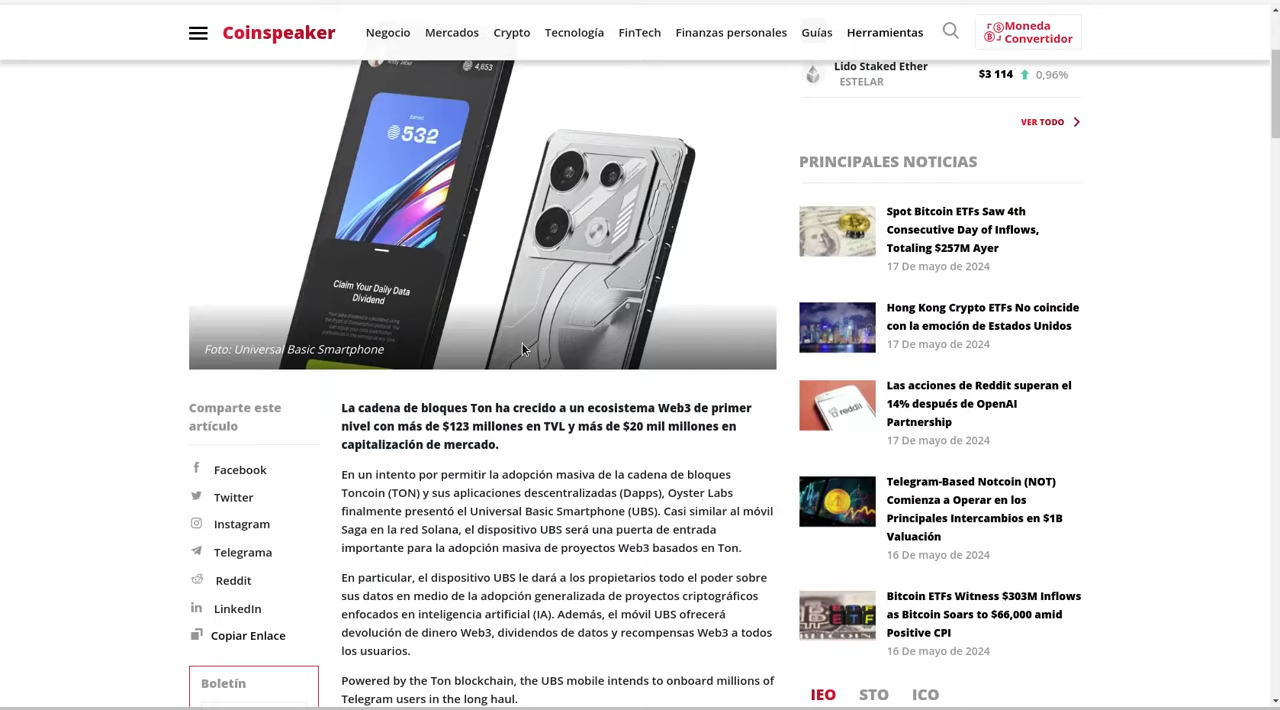 Coinspeaker
Negocio
Mercados
Crypto
Tecnología
FinTech
Finanzas personales
Guías
Herramientas
Moneda
Convertidor
4,653
532
Claim Your Daily Data
Dividend
Foto: Universal Basic Smartphone
Comparte este
artículo
Facebook
Twitter
Instagram
Telegrama
Reddit
LinkedIn
Copiar Enlace
Boletín
La cadena de bloques Ton ha crecido a un ecosistema Web3 de primer
nivel con más de $123 millones en TVL y más de $20 mil millones en
capitalización de mercado.
En un intento por permitir la adopción masiva de la cadena de bloques
Toncoin (TON) y sus aplicaciones descentralizadas (Dapps), Oyster Labs
finalmente presentó el Universal Basic Smartphone (UBS). Casi similar al móvil
Saga en la red Solana, el dispositivo UBS será una puerta de entrada
importante para la adopción masiva de proyectos Web3 basados en Ton.
En particular, el dispositivo UBS le dará a los propietarios todo el poder sobre
sus datos en medio de la adopción generalizada de proyectos criptográficos
enfocados en inteligencia artificial (IA). Además, el móvil UBS ofrecerá
devolución de dinero Web3, dividendos de datos y recompensas Web3 a todos
los usuarios.
Powered by the Ton blockchain, the UBS mobile intends to onboard millions of
Telegram users in the long haul.
Lido Staked Ether
ESTELAR
$3 114
0,96%
VER TODO
PRINCIPALES NOTICIAS
Spot Bitcoin ETFs Saw 4th
Consecutive Day of Inflows,
Totaling $257M Ayer
17 De mayo de 2024
Hong Kong Crypto ETFs No coincide
con la emoción de Estados Unidos
17 De mayo de 2024
reddit
Las acciones de Reddit superan el
14% después de OpenAI
Partnership
17 De mayo de 2024
Telegram-Based Notcoin (NOT)
Comienza a Operar en los
Principales Intercambios en $1B
Valuación
16 De mayo de 2024
Bitcoin ETFs Witness $303M Inflows
as Bitcoin Soars to $66,000 amid
Positive CPI
16 De mayo de 2024
IEO
STO
ICO